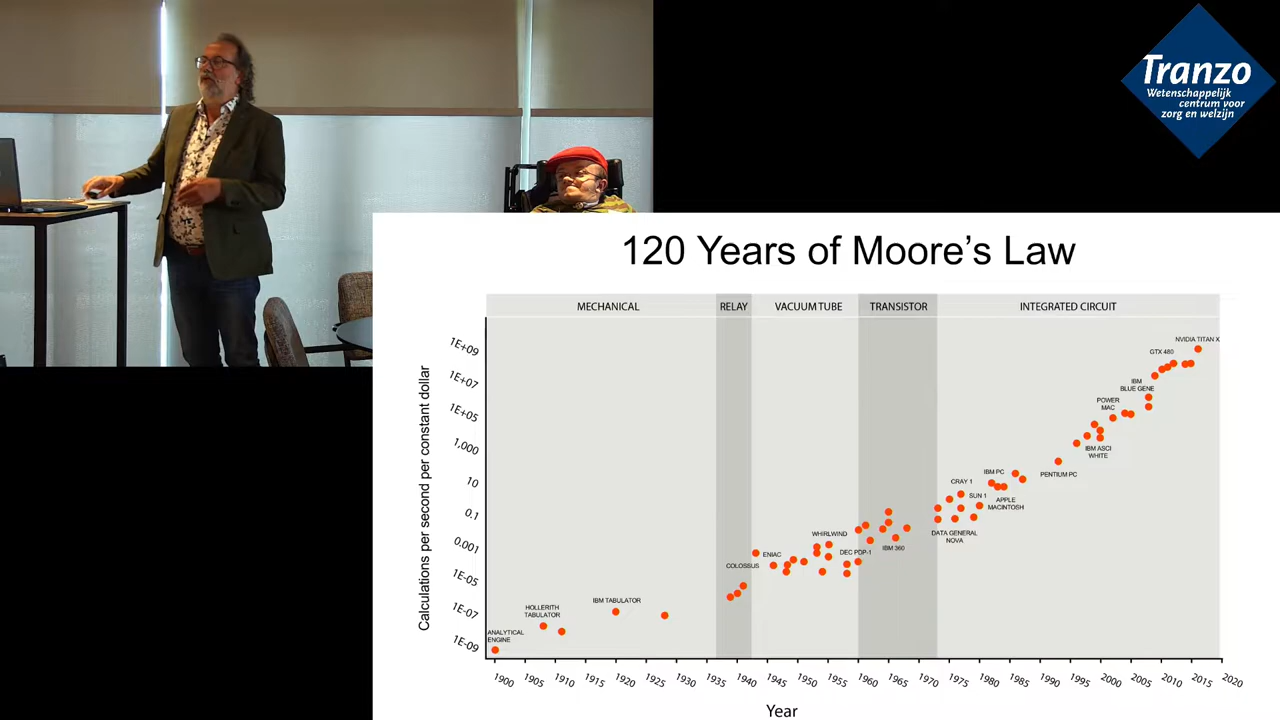 Tranzo
Wetenschappelijk
centrum voor
zorg en welzijn
120 Years of Moore's Law
MECHANICAL
RELAY
VACUUM TUBE
TRANSISTOR
INTEGRATED CIRCUIT
Calculations per second per constant dollar
1E+09
1E+07
1E+05
1,000
10
0.1
0.001
1E-05
1E-07
1E-09
NVIDIA TITAN X
GTX 480
IBM
BLUE GENE
POWER
MAC
IBM ASCI
WHITE
PENTIUM PC
IBM PC
CRAY 1
SUN 1
APPLE
MACINTOSH
DATA GENERAL
NOVA
WHIRLWIND
IBM 360
DEC PDP-1
ENIAC
COLOSSUS
IBM TABULATOR
HOLLERITH
TABULATOR
ANALYTICAL
ENGINE
1900
1905
1910
1915
1920
1925
1930
1935
1940
1945
1950
1955
1960
1965
1970
1975
1980
1985
1990
1995
2000
2005
2010
2015
2020
Year